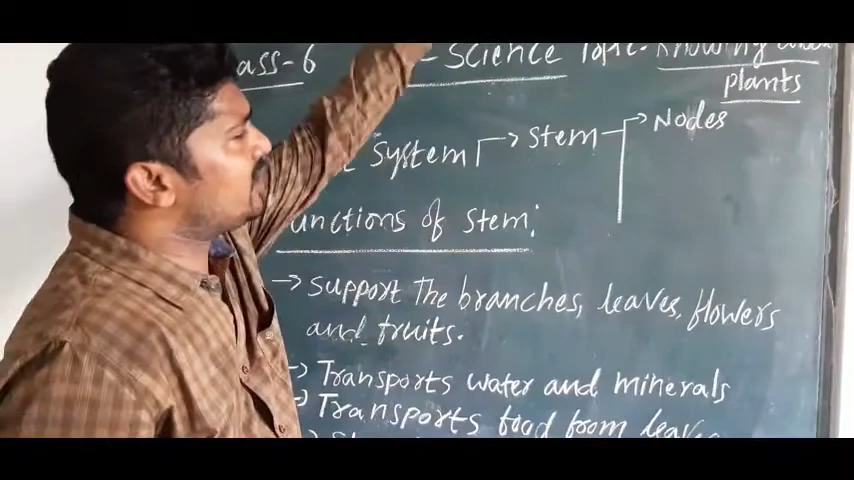 ass-6 - Science Topic- Knowing
plants
System → Stem → Nodes
unctions of Stem:
→ Support The branches, leaves, flowers
and fruits.
→ Transports water and minerals
→ Transports food from leaves